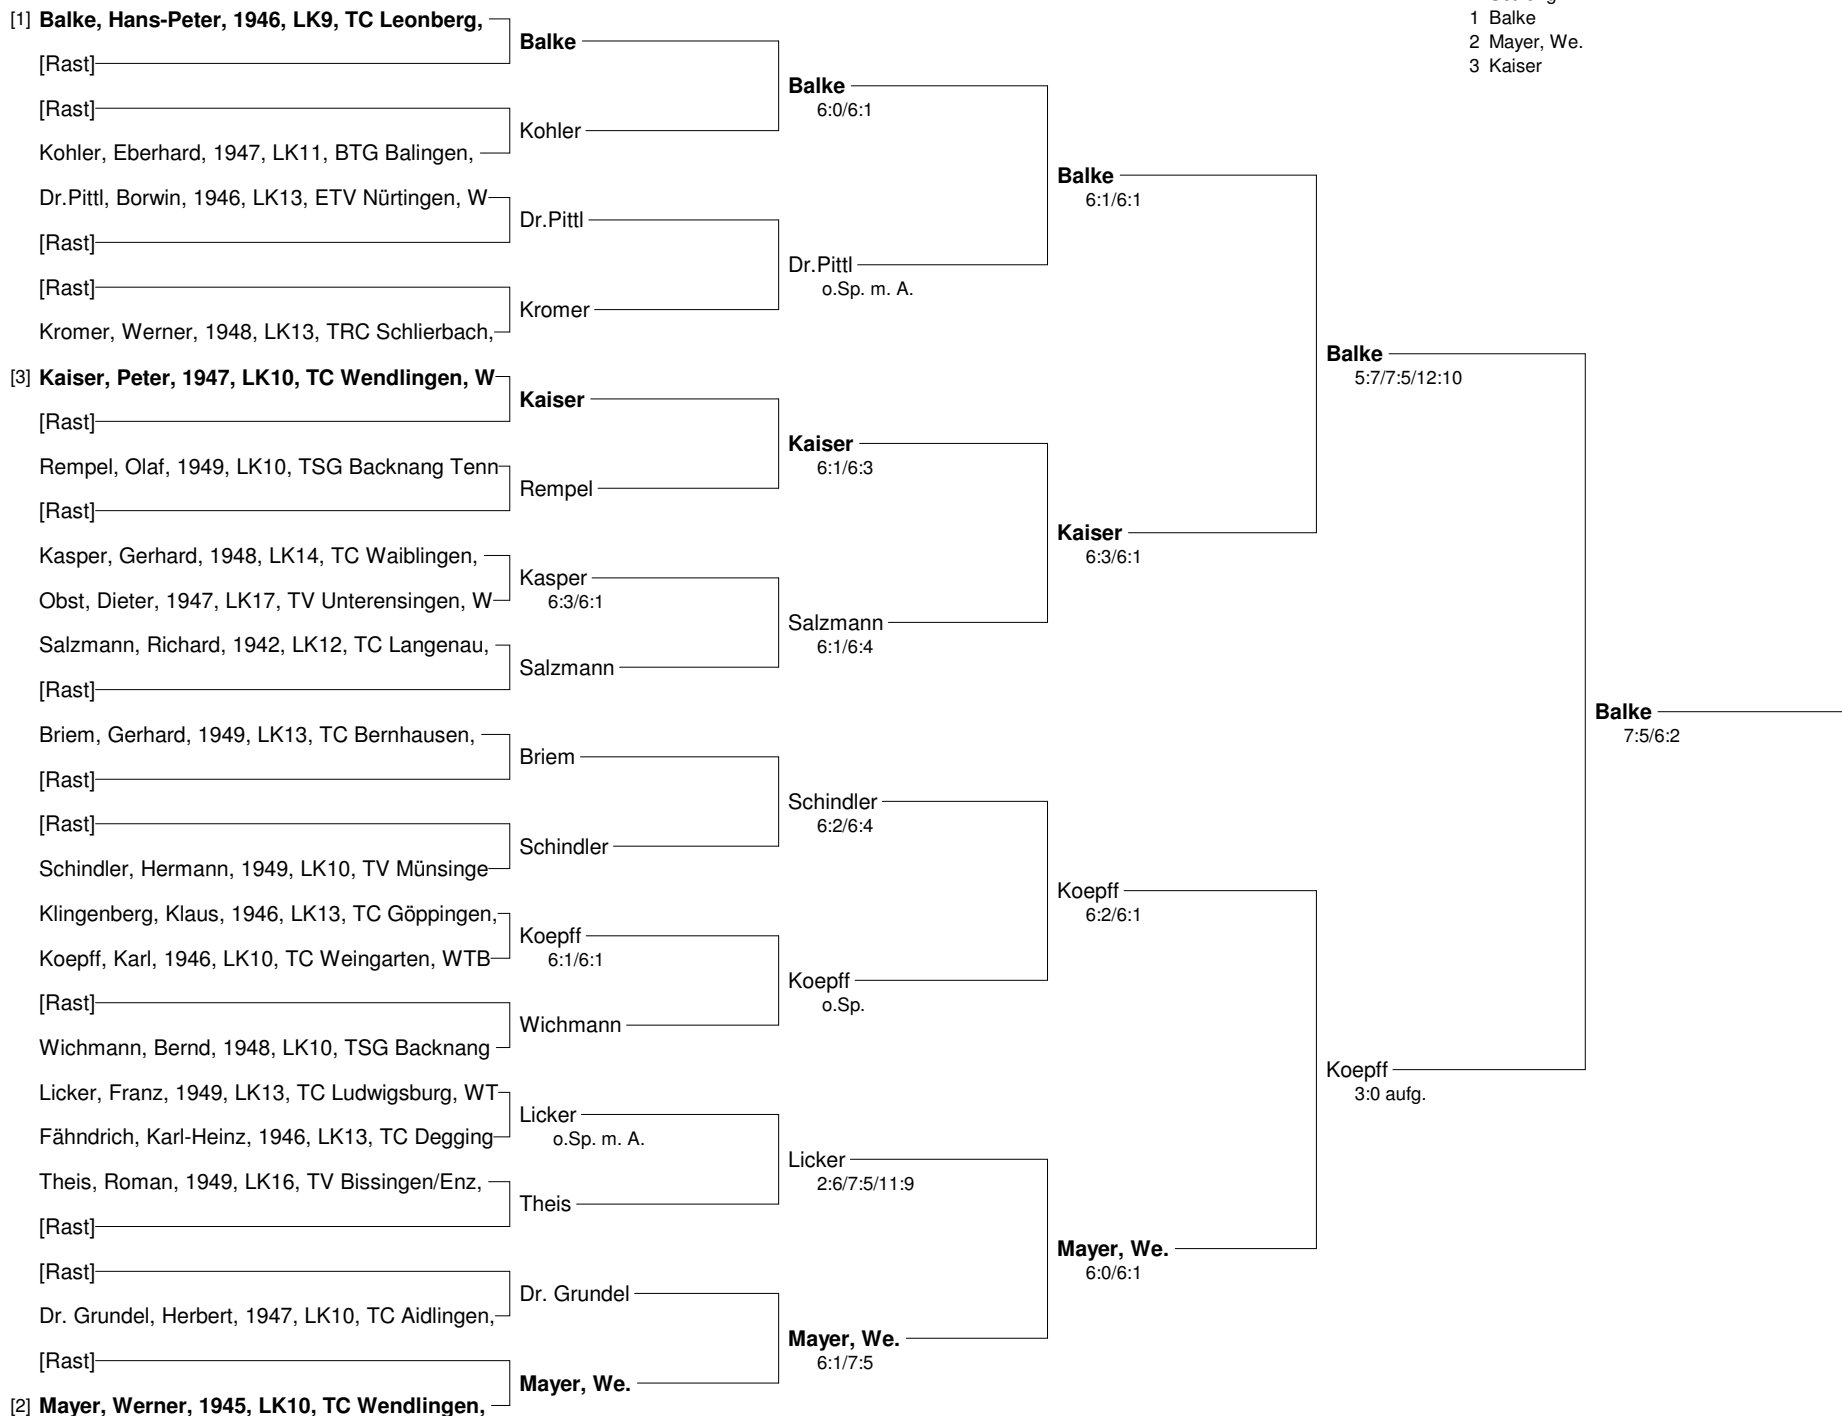 1 Balke
2 Mayer, We.
3 Kaiser
[1] Balke, Hans-Peter, 1946, LK9, TC Leonberg,
[Rast]
[Rast]
Kohler, Eberhard, 1947, LK11, BTG Balingen,
Dr.Pittl, Borwin, 1946, LK13, ETV Nürtingen, W
[Rast]
[Rast]
Kromer, Werner, 1948, LK13, TRC Schlierbach,
[3] Kaiser, Peter, 1947, LK10, TC Wendlingen, W
[Rast]
Rempel, Olaf, 1949, LK10, TSG Backnang Tenn
[Rast]
Kasper, Gerhard, 1948, LK14, TC Waiblingen,
Obst, Dieter, 1947, LK17, TV Unterensingen, W
Salzmann, Richard, 1942, LK12, TC Langenau,
[Rast]
Briem, Gerhard, 1949, LK13, TC Bernhausen,
[Rast]
[Rast]
Schindler, Hermann, 1949, LK10, TV Münsinge
Klingenberg, Klaus, 1946, LK13, TC Göppingen,
Koepff, Karl, 1946, LK10, TC Weingarten, WTB
[Rast]
Wichmann, Bernd, 1948, LK10, TSG Backnang
Licker, Franz, 1949, LK13, TC Ludwigsburg, WT
Fähndrich, Karl-Heinz, 1946, LK13, TC Degging
Theis, Roman, 1949, LK16, TV Bissingen/Enz,
[Rast]
[Rast]
Dr. Grundel, Herbert, 1947, LK10, TC Aidlingen,
[Rast]
[2] Mayer, Werner, 1945, LK10, TC Wendlingen,
Balke
Kohler
Dr.Pittl
Kromer
Kaiser
Rempel
Kasper
6:3/6:1
Salzmann
Briem
Schindler
Koepff
6:1/6:1
Wichmann
Licker
o.Sp. m. A.
Theis
Dr. Grundel
Mayer, We.
Balke
6:0/6:1
Dr.Pittl
o.Sp. m. A.
Kaiser
6:1/6:3
Salzmann
6:1/6:4
Schindler
6:2/6:4
Koepff
o.Sp.
Licker
2:6/7:5/11:9
Mayer, We.
6:1/7:5
Balke
6:1/6:1
Kaiser
6:3/6:1
Koepff
6:2/6:1
Mayer, We.
6:0/6:1
Balke
5:7/7:5/12:10
Koepff
3:0 aufg.
Balke
7:5/6:2